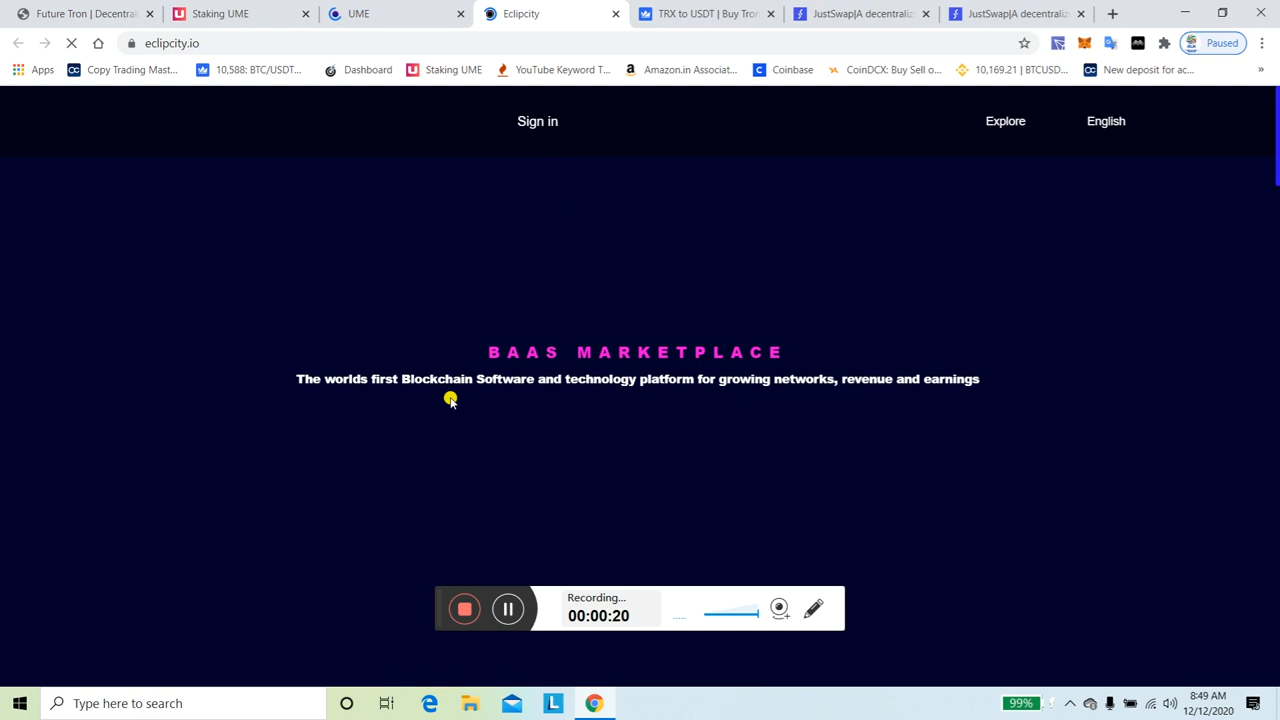 Future Tron | Decentrali
Staking UME
UME
Eclipcity
TRX to USDT | Buy Tron
JustSwap|A decentraliz
JustSwap|A decentralize
eclipcity.io
Paused
Apps
Copy Trading Mast...
10,588: BTC/USDT...
Dashboard
Staking UME
YouTube Keyword T...
Amazon.in Associat...
Coinbase
CoinDCX: Buy Sell o...
10,169.21 | BTCUSD...
New deposit for ac...
»
Sign in
Explore
English
BAAS MARKETPLACE
The worlds first Blockchain Software and technology platform for growing networks, revenue and earnings
Recording...
00:00:20
Type here to search
99%
8:49 AM
12/12/2020